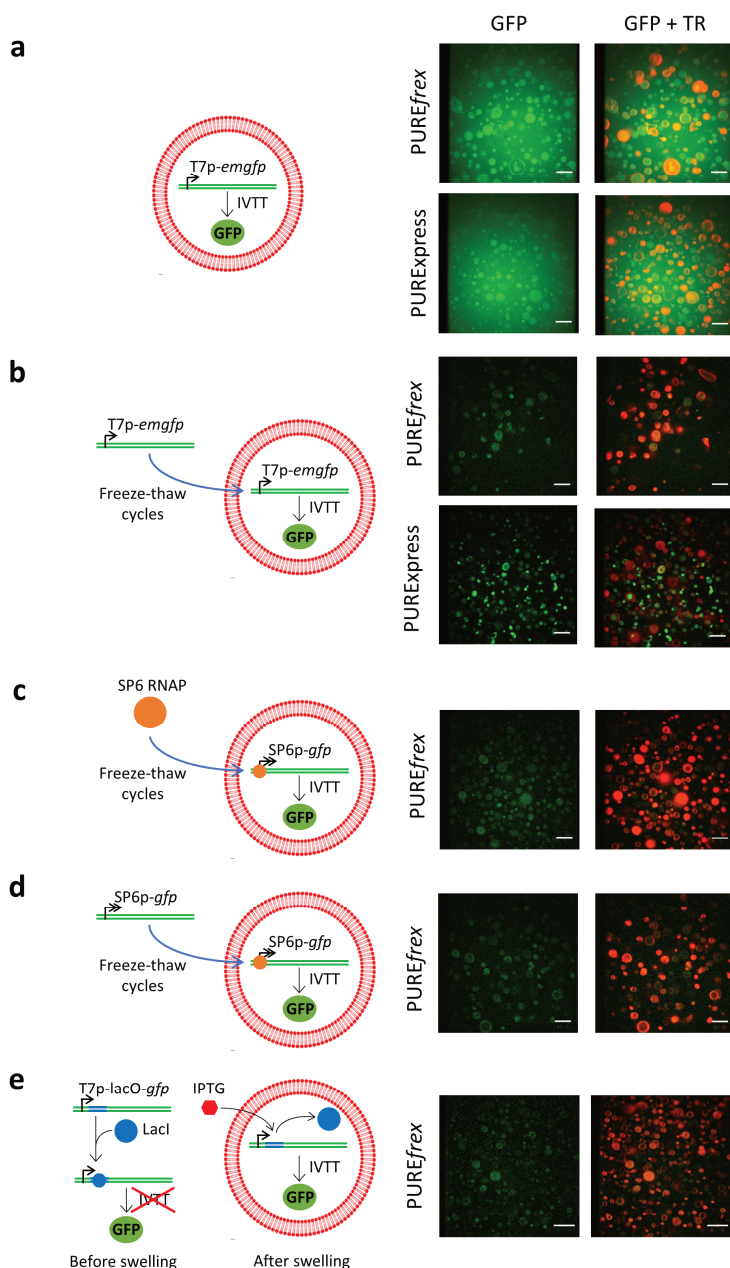 GFP
GFP + TR
a
T7p-emgfp
IVTT
GFP
PUREfrex
PURExpress
b
T7p-emgfp
Freeze-thaw
cycles
T7p-emgfp
IVTT
GFP
PUREfrex
PURExpress
c
SP6 RNAP
Freeze-thaw
cycles
SP6p-gfp
IVTT
GFP
PUREfrex
d
SP6p-gfp
Freeze-thaw
cycles
SP6p-gfp
IVTT
GFP
PUREfrex
e
T7p-lacO-gfp
LacI
IVTT
GFP
Before swelling
IPTG
IVTT
GFP
After swelling
PUREfrex